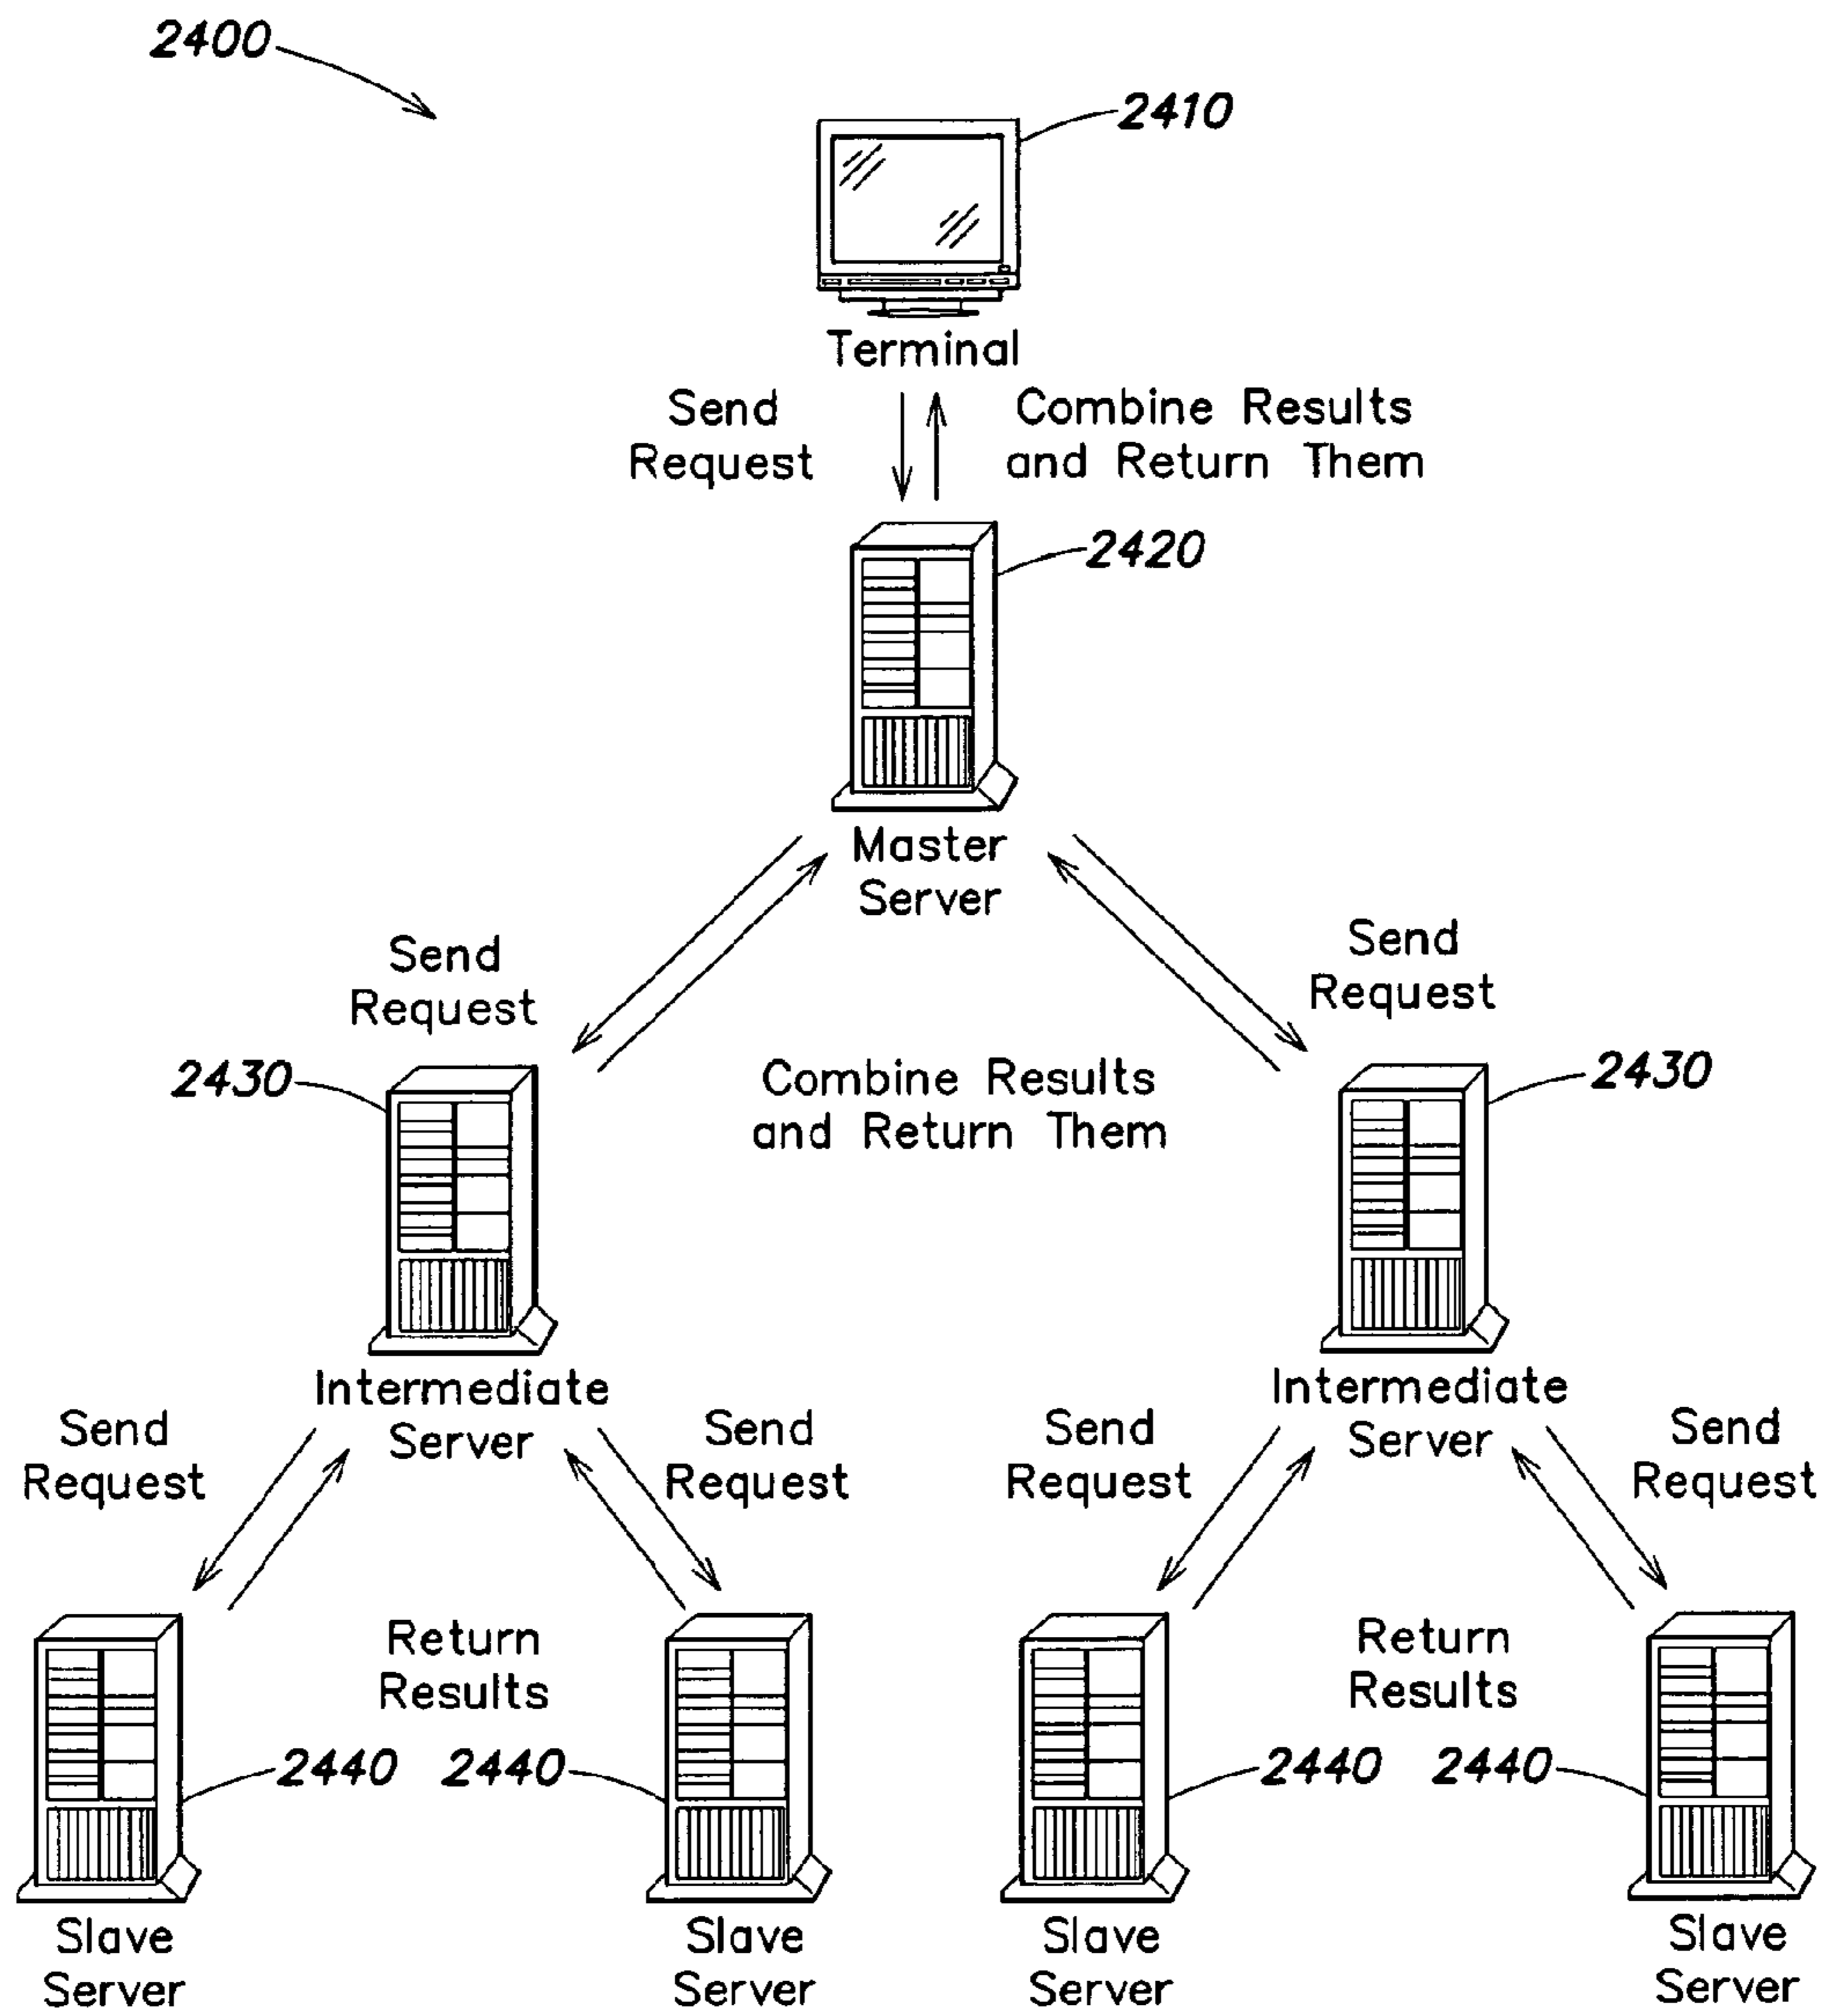 2400
2410
Terminal
Send
Request
Combine Results
and Return Them
2420
Master
Server
Send
Request
Send
Request
2430
Combine Results
and Return Them
2430
Intermediate
Server
Intermediate
Server
Send
Request
Send
Request
Send
Request
Send
Request
Return
Results
Return
Results
2440
2440
2440
2440
Slave
Server
Slave
Server
Slave
Server
Slave
Server